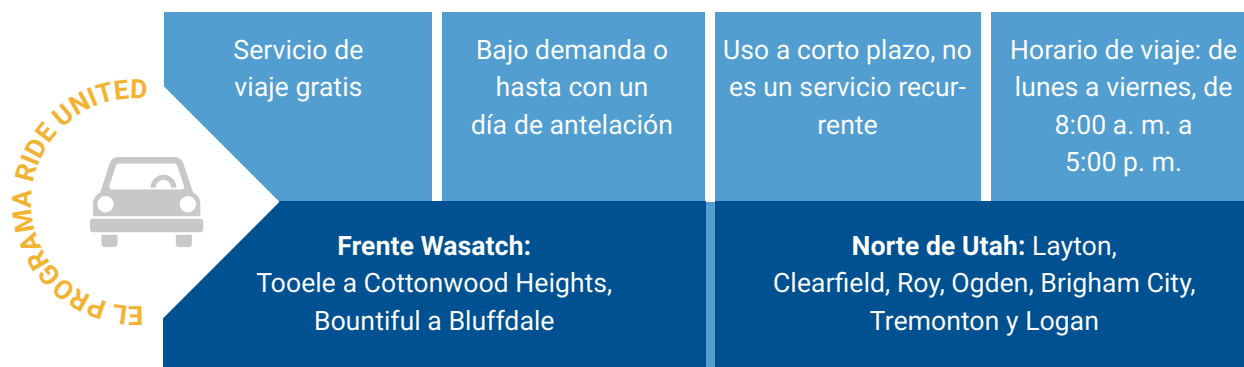 EL PROGRAMA RIDE UNITED
Servicio de
viaje gratis
Bajo demanda o
hasta con un
día de antelación
Uso a corto plazo, no
es un servicio recur-
rente
Horario de viaje: de
lunes a viernes, de
8:00 a. m. a
5:00 p. m.
Frente Wasatch:
Tooele a Cottonwood Heights,
Bountiful a Bluffdale
Norte de Utah: Layton,
Clearfield, Roy, Ogden, Brigham City,
Tremonton y Logan